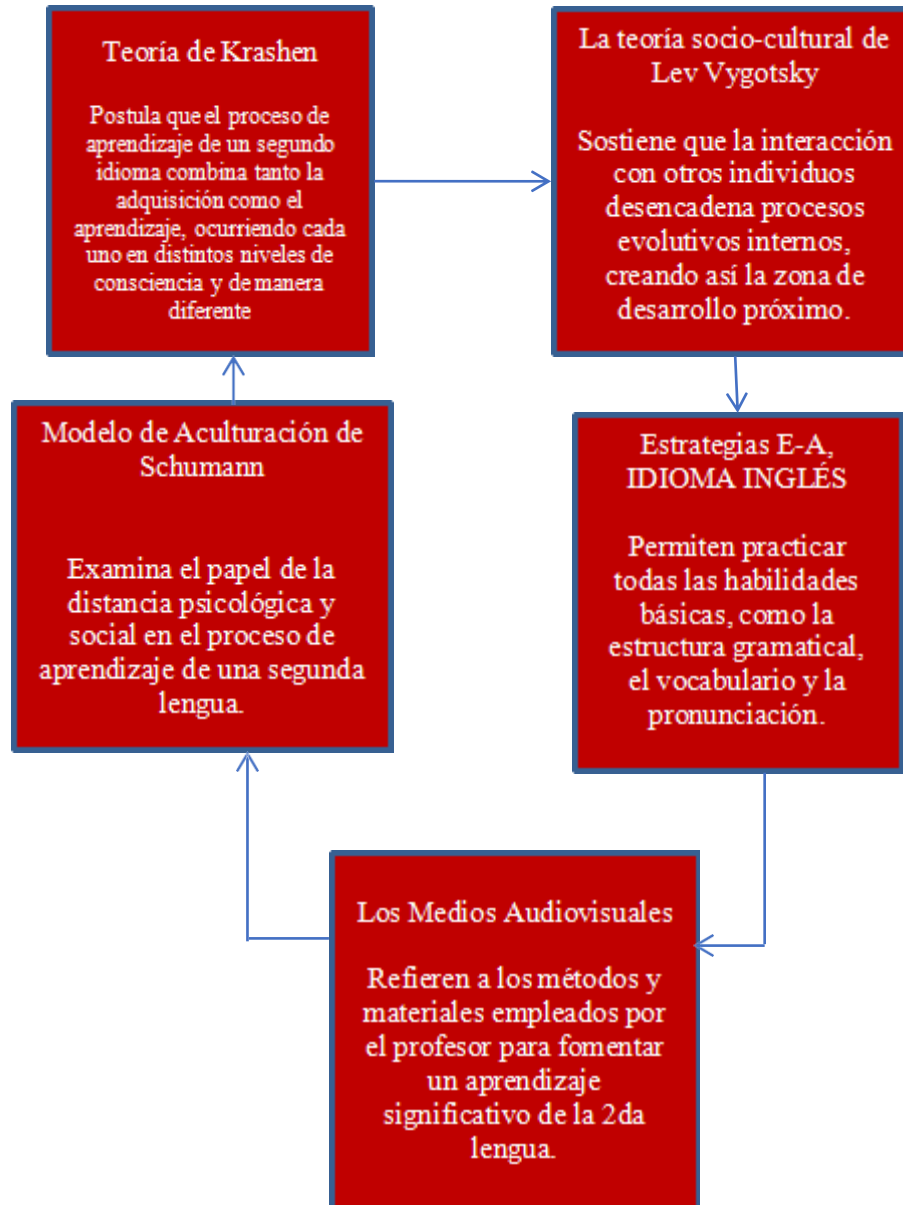 Teoría de Krashen
Postula que el proceso de
aprendizaje de un segundo
idioma combina tanto la
adquisición como el
aprendizaje, ocurriendo cada
uno en distintos niveles de
consciencia y de manera
diferente
La teoría socio-cultural de
Lev Vygotsky
Sostiene que la interacción
con otros individuos
desencadena procesos
evolutivos internos,
creando así la zona de
desarrollo próximo.
Modelo de Aculturación de
Schumann
Examina el papel de la
distancia psicológica y
social en el proceso de
aprendizaje de una segunda
lengua.
Estrategias E-A,
IDIOMA INGLÉS
Permiten practicar
todas las habilidades
básicas, como la
estructura gramatical,
el vocabulario y la
pronunciación.
Los Medios Audiovisuales
Refieren a los métodos y
materiales empleados por
el profesor para fomentar
un aprendizaje
significativo de la 2da
lengua.